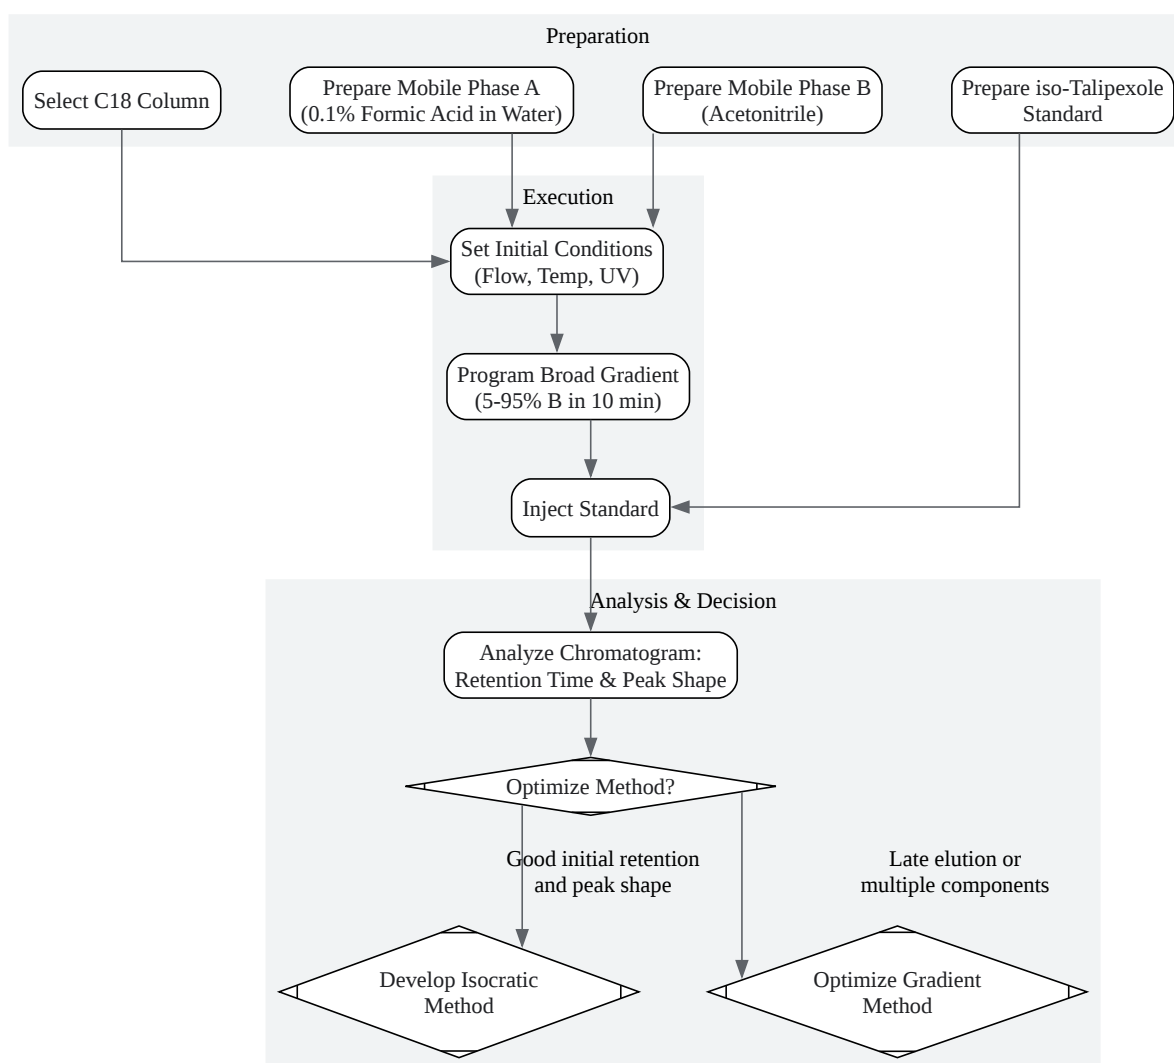 Preparation
Select C18 Column
Prepare Mobile Phase A
(0.1% Formic Acid in Water)
Prepare Mobile Phase B
(Acetonitrile)
Prepare iso-Talipexole
Standard
Execution
Set Initial Conditions
(Flow, Temp, UV)
Program Broad Gradient
(5-95% B in 10 min)
Inject Standard
Analysis & Decision
Analyze Chromatogram:
Retention Time & Peak Shape
Optimize Method?
Good initial retention
and peak shape
Late elution or
multiple components
Develop Isocratic
Method
Optimize Gradient
Method